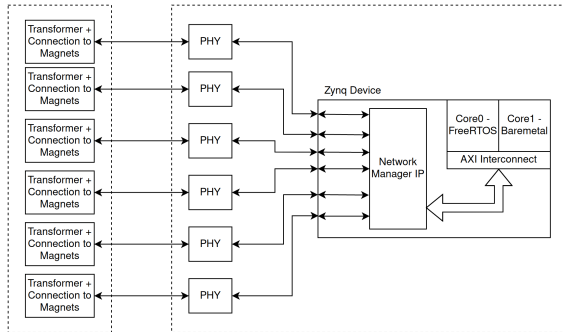 Transformer +
Connection to
Magnets
PHY
Transformer +
Connection to
Magnets
PHY
Transformer +
Connection to
Magnets
PHY
Transformer +
Connection to
Magnets
PHY
Transformer +
Connection to
Magnets
PHY
Transformer +
Connection to
Magnets
PHY
Zynq Device
Network
Manager IP
Core0 -
FreeRTOS
Core1 -
Baremetal
AXI Interconnect